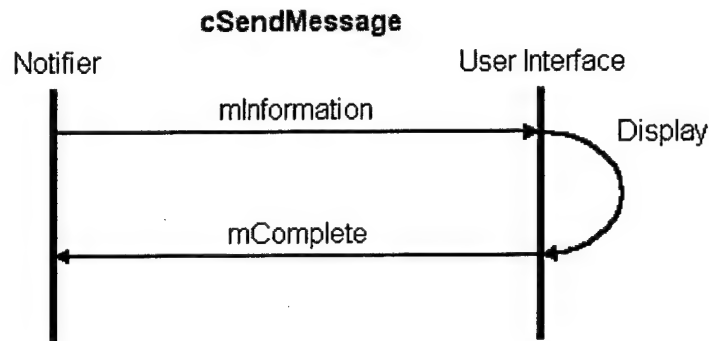 cSendMessage
Notifier
User Interface
mInformation
Display
mComplete